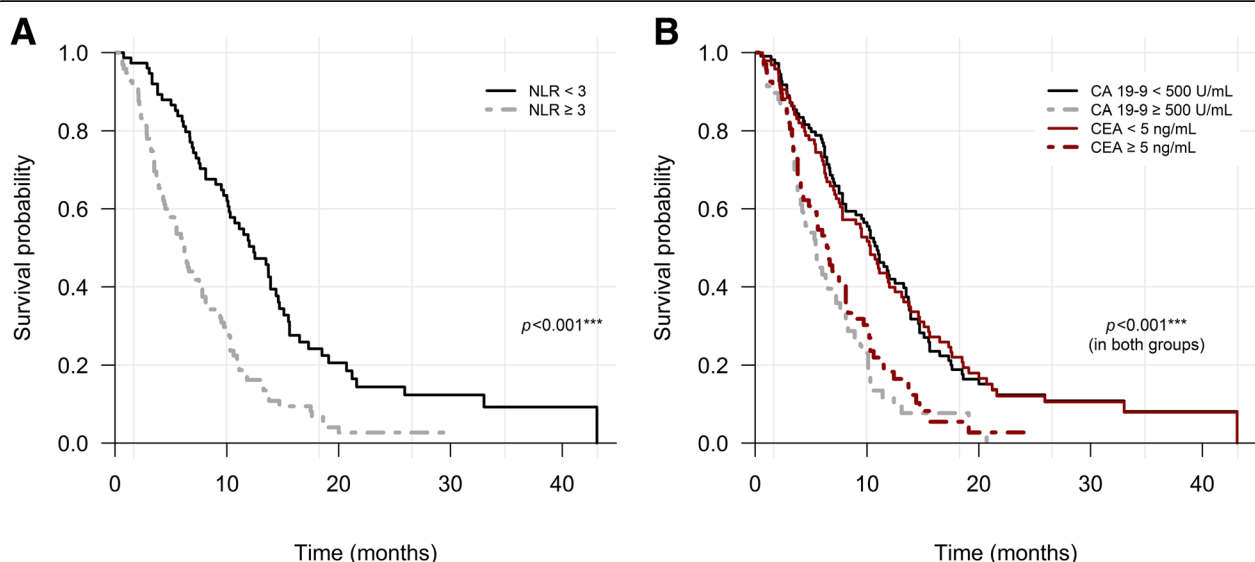 A
Survival probability
1.0
0.8
0.6
0.4
0.2
0.0
NLR < 3
NLR ≥ 3
p<0.001***
0 10 20 30 40
Time (months)
B
Survival probability
1.0
0.8
0.6
0.4
0.2
0.0
CA 19-9 < 500 U/mL
CA 19-9 ≥ 500 U/mL
CEA < 5 ng/mL
CEA ≥ 5 ng/mL
p<0.001***
(in both groups)
0 10 20 30 40
Time (months)